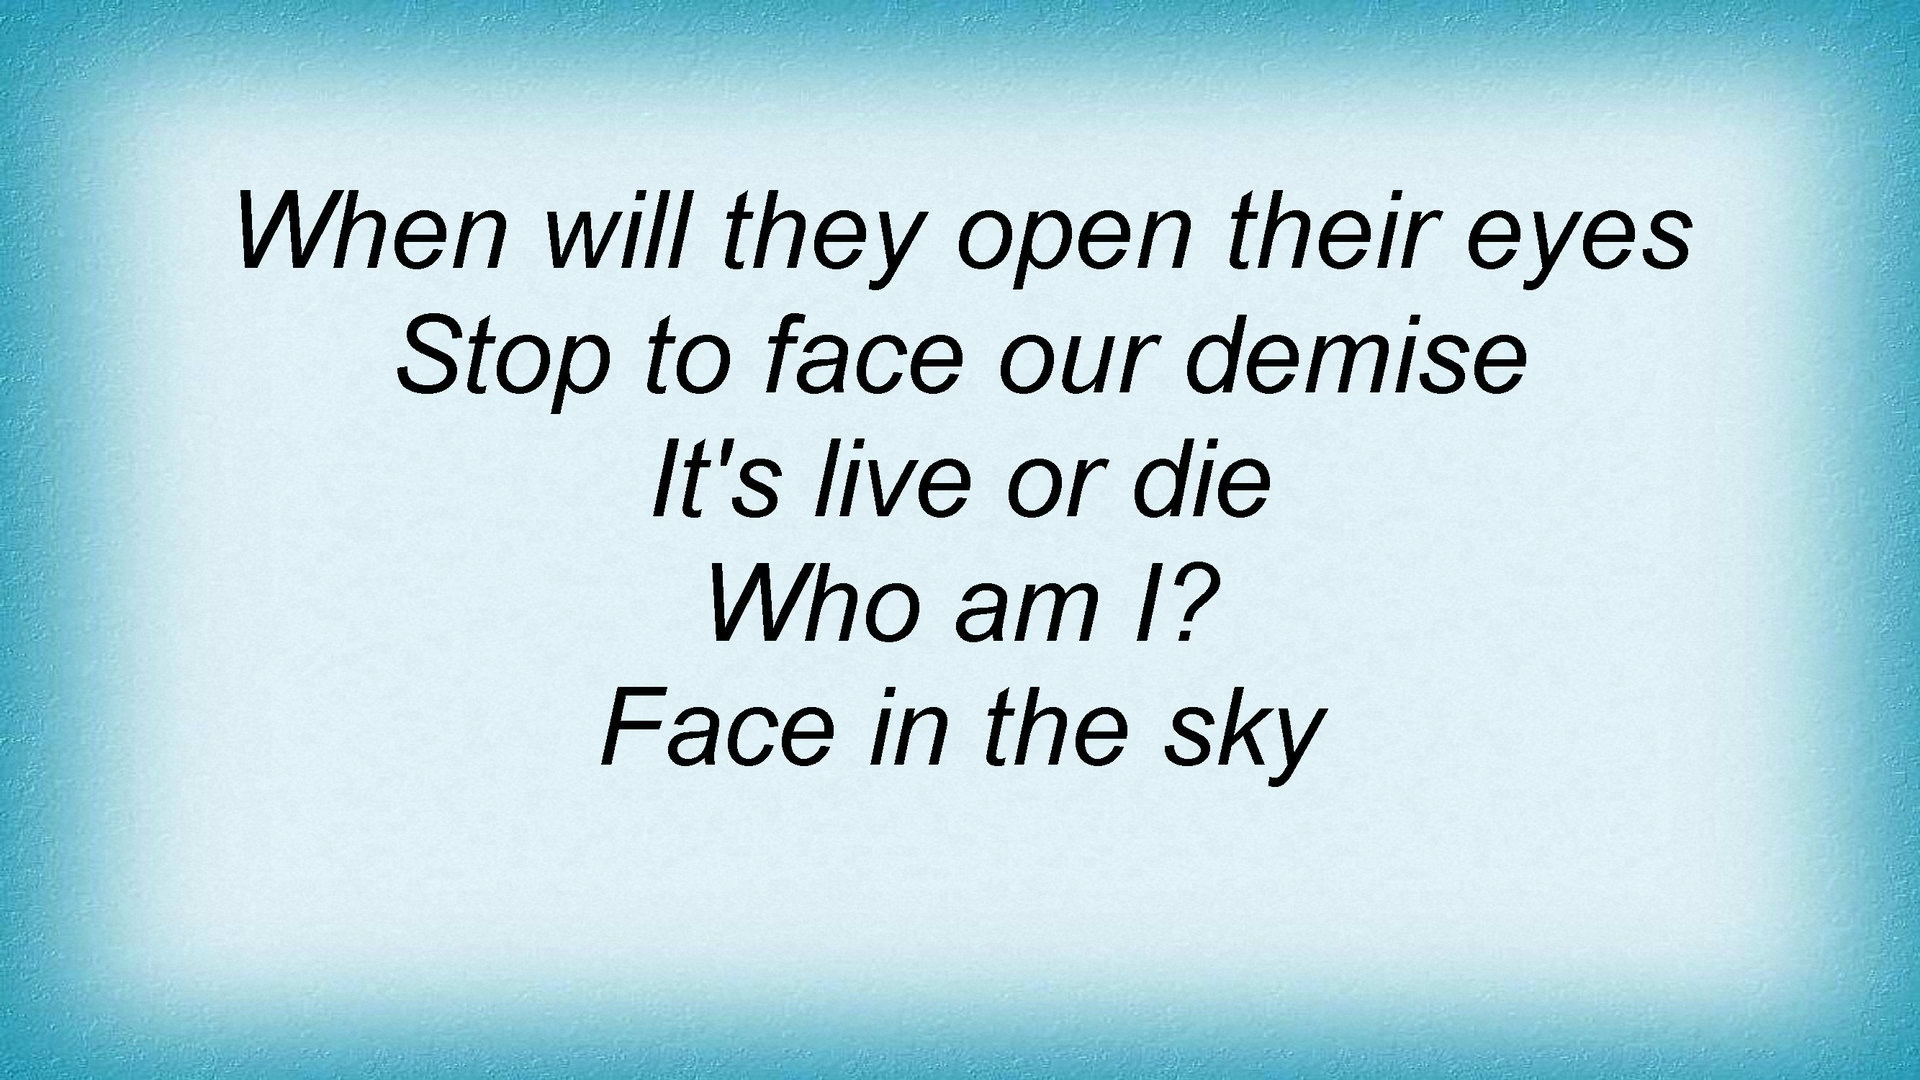 When will they open their eyes
Stop to face our demise
It's live or die
Who am I?
Face in the sky